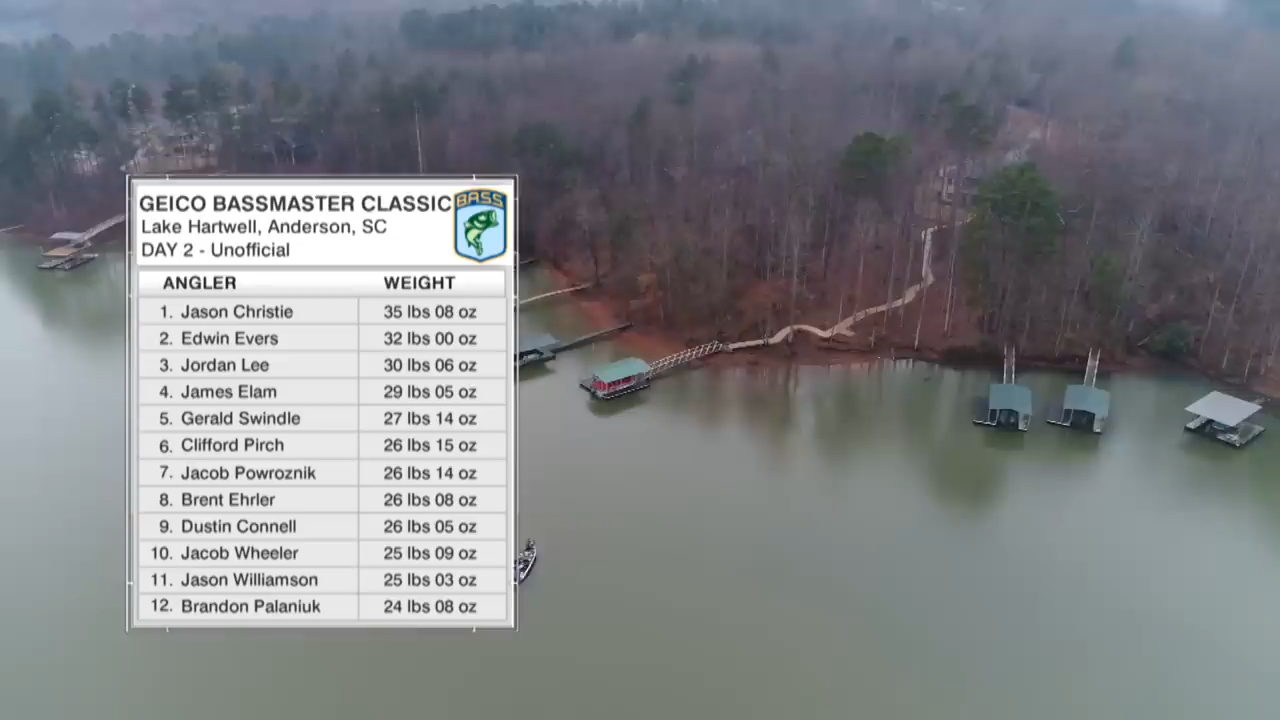 GEICO BASSMASTER CLASSIC
BASS
Lake Hartwell, Anderson, SC
DAY 2 - Unofficial
ANGLER WEIGHT
1. Jason Christie 35 lbs 08 oz
2. Edwin Evers 32 lbs 00 oz
3. Jordan Lee 30 lbs 06 oz
4. James Elam 29 lbs 05 oz
5. Gerald Swindle 27 lbs 14 oz
6. Clifford Pirch 26 lbs 15 oz
7. Jacob Powroznik 26 lbs 14 oz
8. Brent Ehrler 26 lbs 08 oz
9. Dustin Connell 26 lbs 05 oz
10. Jacob Wheeler 25 lbs 09 oz
11. Jason Williamson 25 lbs 03 oz
12. Brandon Palaniuk 24 lbs 08 oz